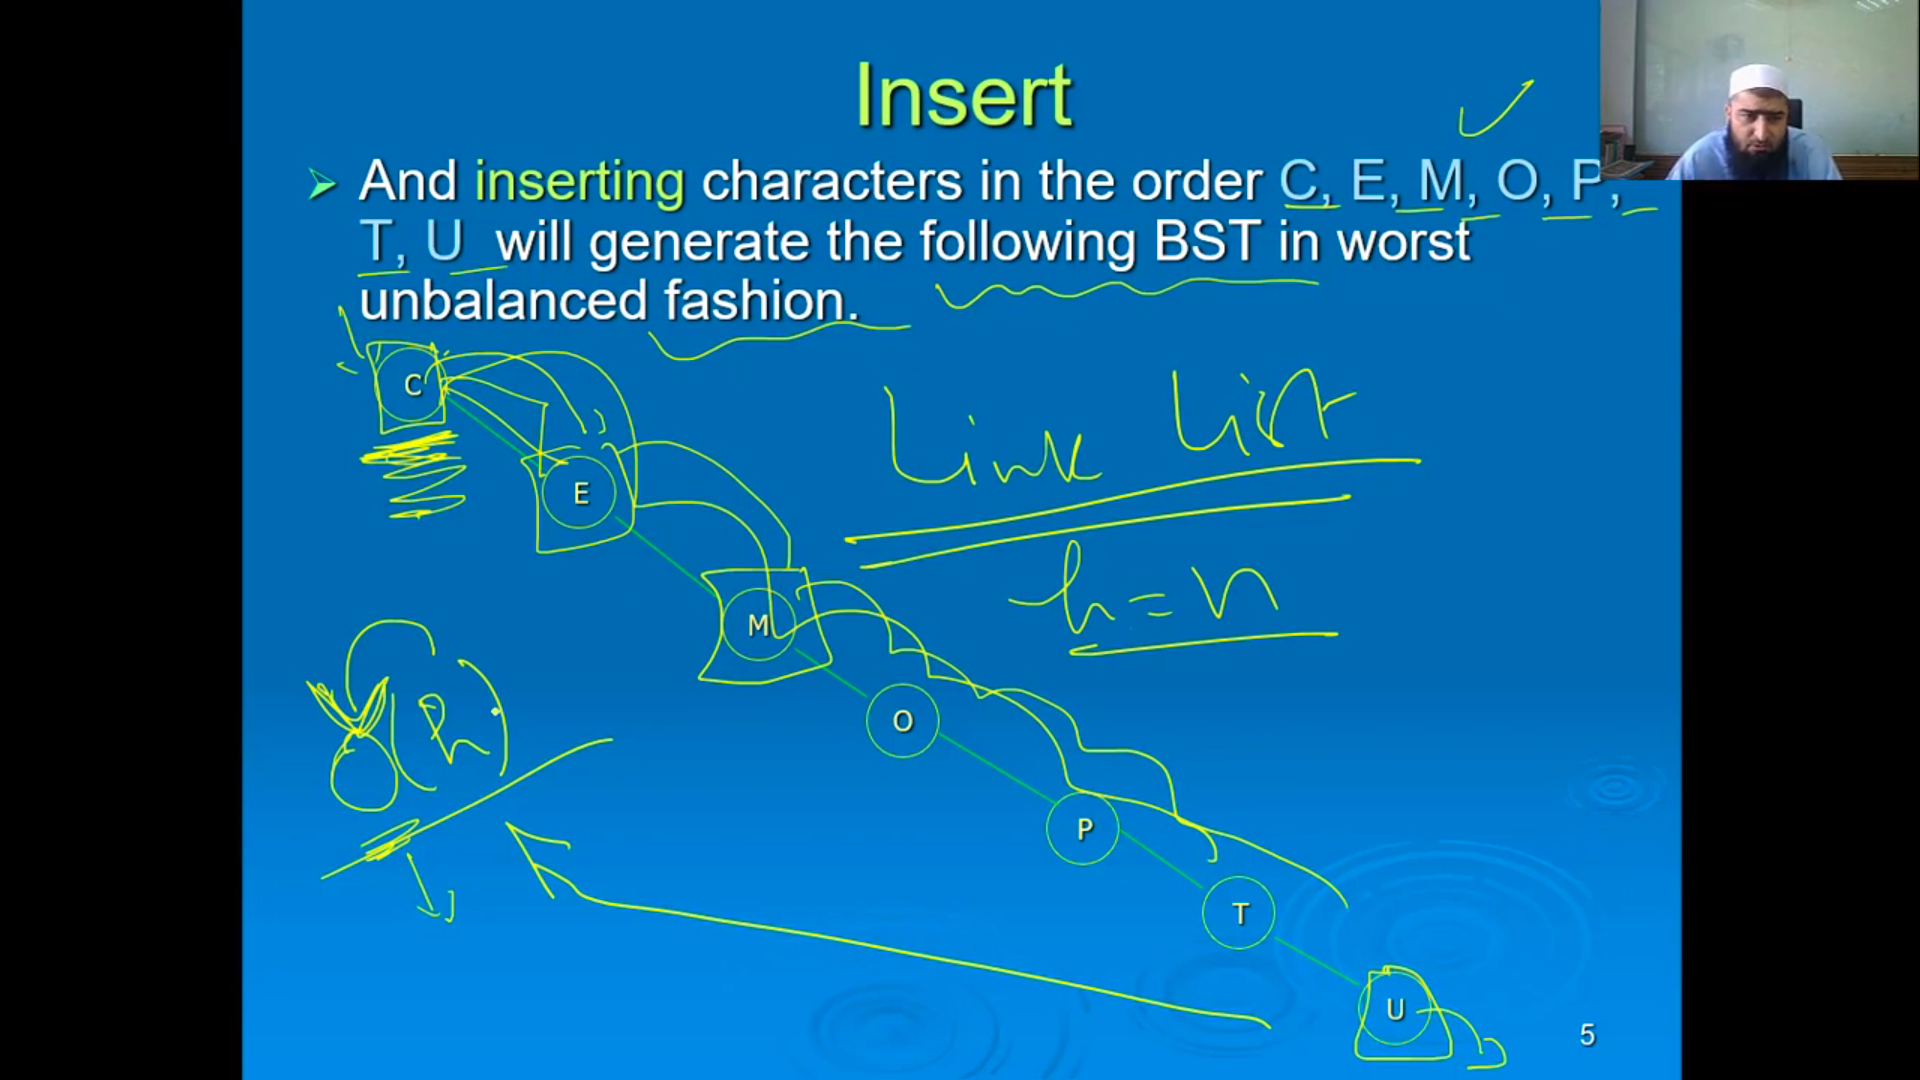 Insert
➢ And inserting characters in the order C, E, M, O, P,
T, U will generate the following BST in worst
unbalanced fashion.
C
Link List
E
h = n
M
(h)
O
P
T
U
5